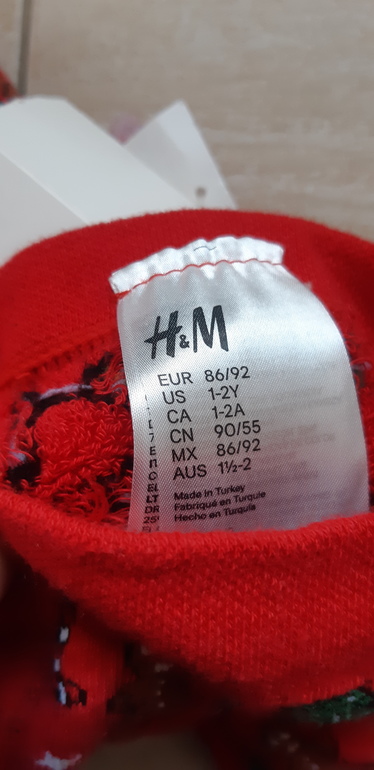 H&M
EUR 86/92
US 1-2Y
CA 1-2A
CN 90/55
MX 86/92
AUS 1½-2
Made in Turkey
Fabriqué en Turquie
Hecho en Turquía